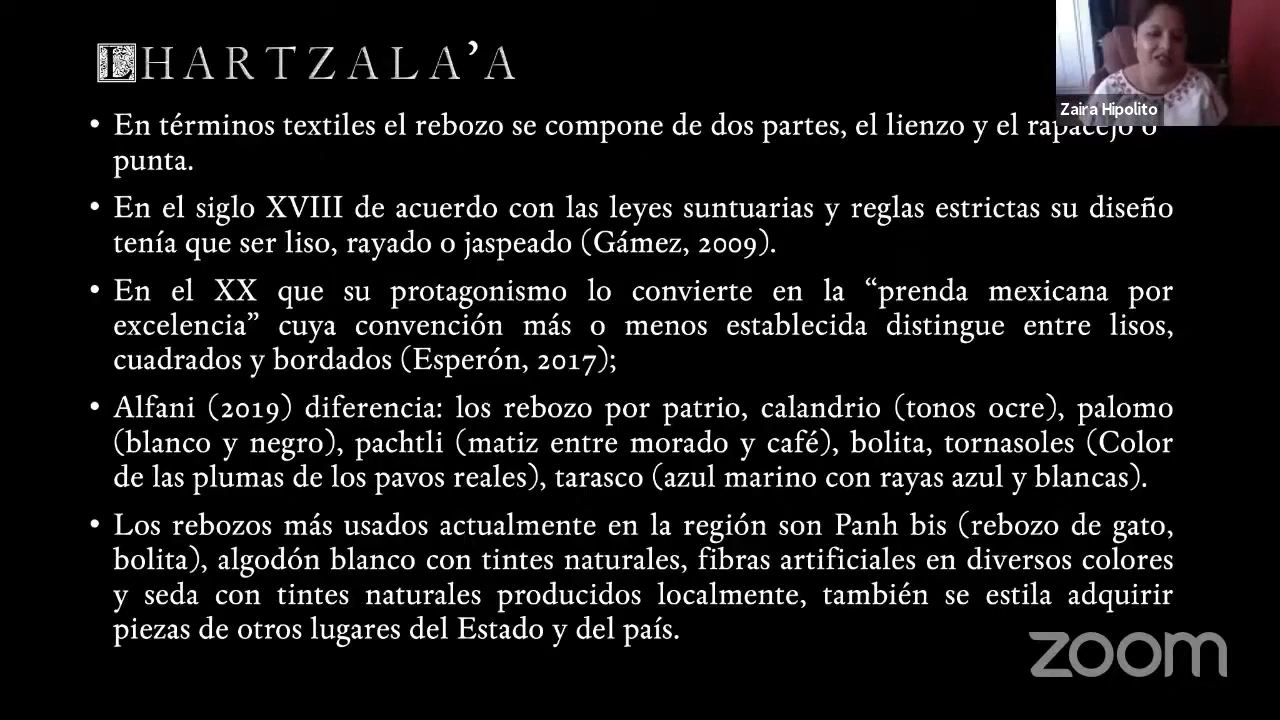 LHARTZALA’A
Zaira Hipolito
• En términos textiles el rebozo se compone de dos partes, el lienzo y el rapacejo o
punta.
• En el siglo XVIII de acuerdo con las leyes suntuarias y reglas estrictas su diseño
tenía que ser liso, rayado o jaspeado (Gámez, 2009).
• En el XX que su protagonismo lo convierte en la “prenda mexicana por
excelencia” cuya convención más o menos establecida distingue entre lisos,
cuadrados y bordados (Esperón, 2017);
• Alfani (2019) diferencia: los rebozo por patrio, calandrio (tonos ocre), palomo
(blanco y negro), pachtli (matiz entre morado y café), bolita, tornasoles (Color
de las plumas de los pavos reales), tarasco (azul marino con rayas azul y blancas).
• Los rebozos más usados actualmente en la región son Panh bis (rebozo de gato,
bolita), algodón blanco con tintes naturales, fibras artificiales en diversos colores
y seda con tintes naturales producidos localmente, también se estila adquirir
piezas de otros lugares del Estado y del país.
zoom